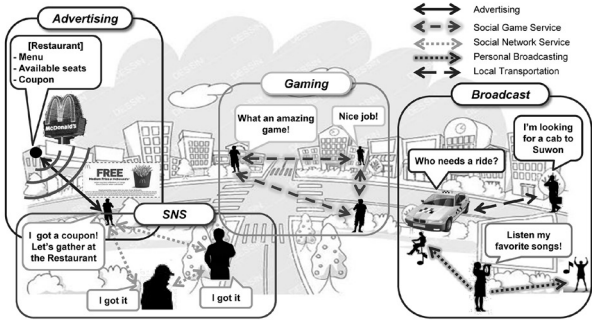 Advertising
[Restaurant]
- Menu
- Available seats
- Coupon
McDonald's
FREE
Advertising
Social Game Service
Social Network Service
Personal Broadcasting
Local Transportation
Gaming
What an amazing
game!
Nice job!
Broadcast
I'm looking
for a cab to
Suwon
Who needs a ride?
Listen my
favorite songs!
SNS
I got a coupon!
Let's gather at
the Restaurant
I got it
I got it